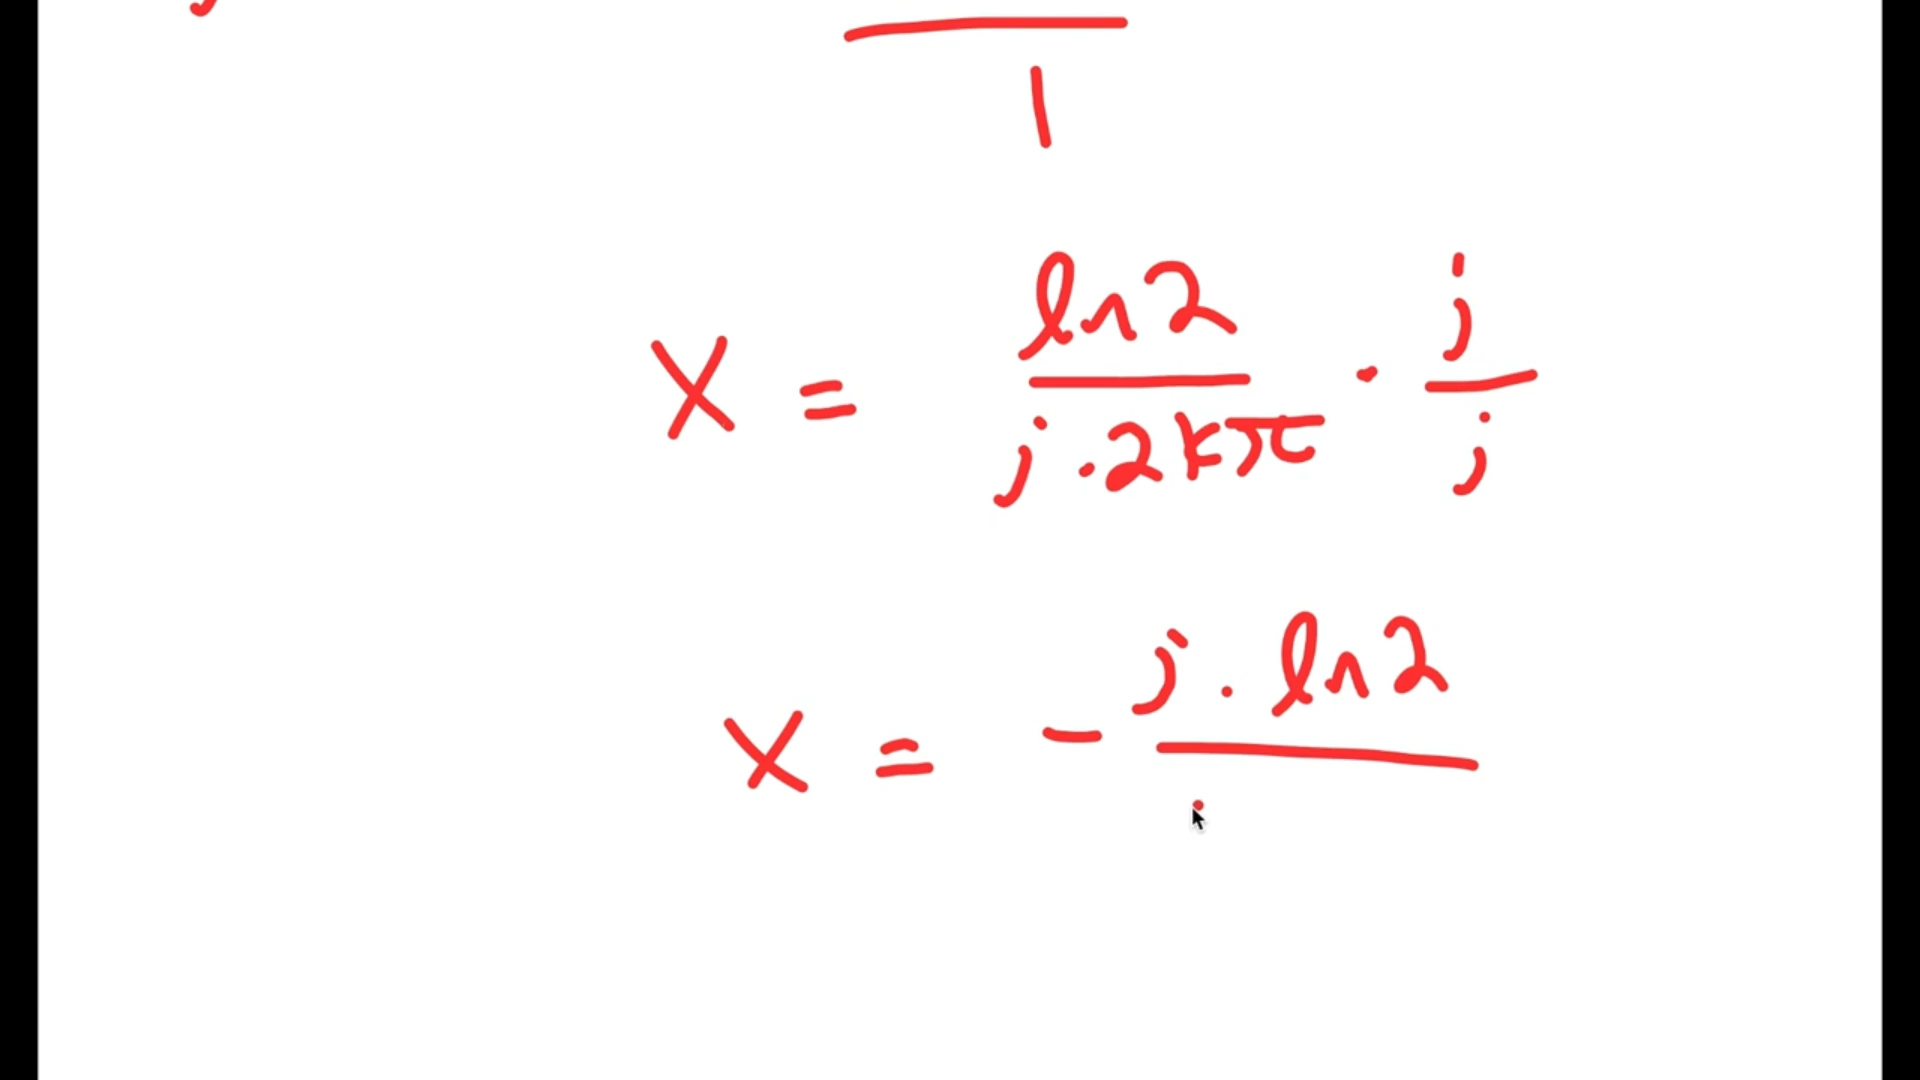 1
X = ln2 / j.2kπ · j / j
X = - j. ln2 /